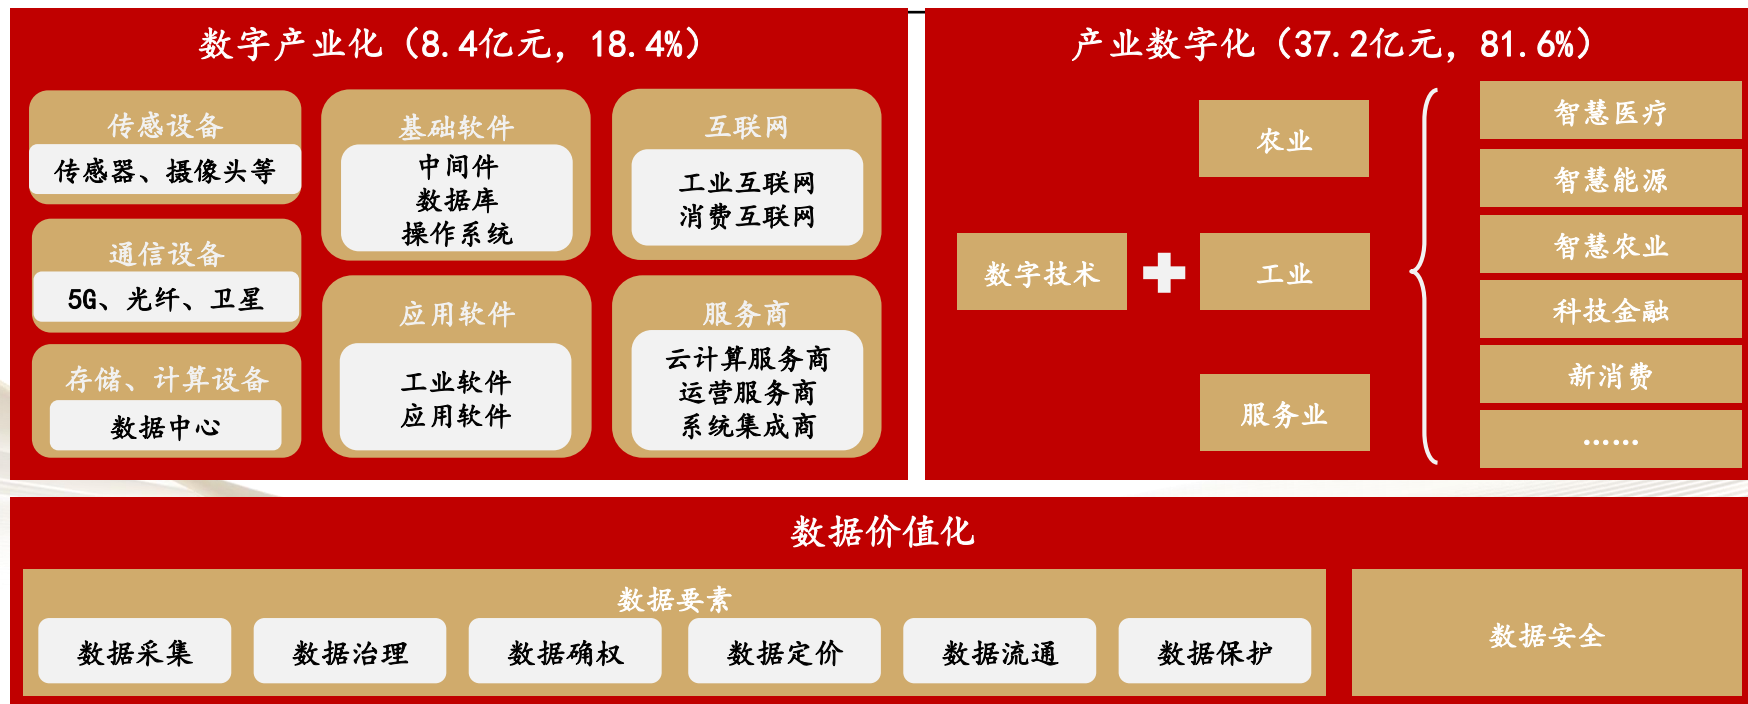 数字产业化（8.4亿元，18.4%）
传感设备
传感器、摄像头等
通信设备
5G、光纤、卫星
存储、计算设备
数据中心
基础软件
中间件
数据库
操作系统
应用软件
工业软件
应用软件
互联网
工业互联网
消费互联网
服务商
云计算服务商
运营服务商
系统集成商
产业数字化（37.2亿元，81.6%）
数字技术
农业
工业
服务业
智慧医疗
智慧能源
智慧农业
科技金融
新消费
......
数据价值化
数据要素
数据采集
数据治理
数据确权
数据定价
数据流通
数据保护
数据安全